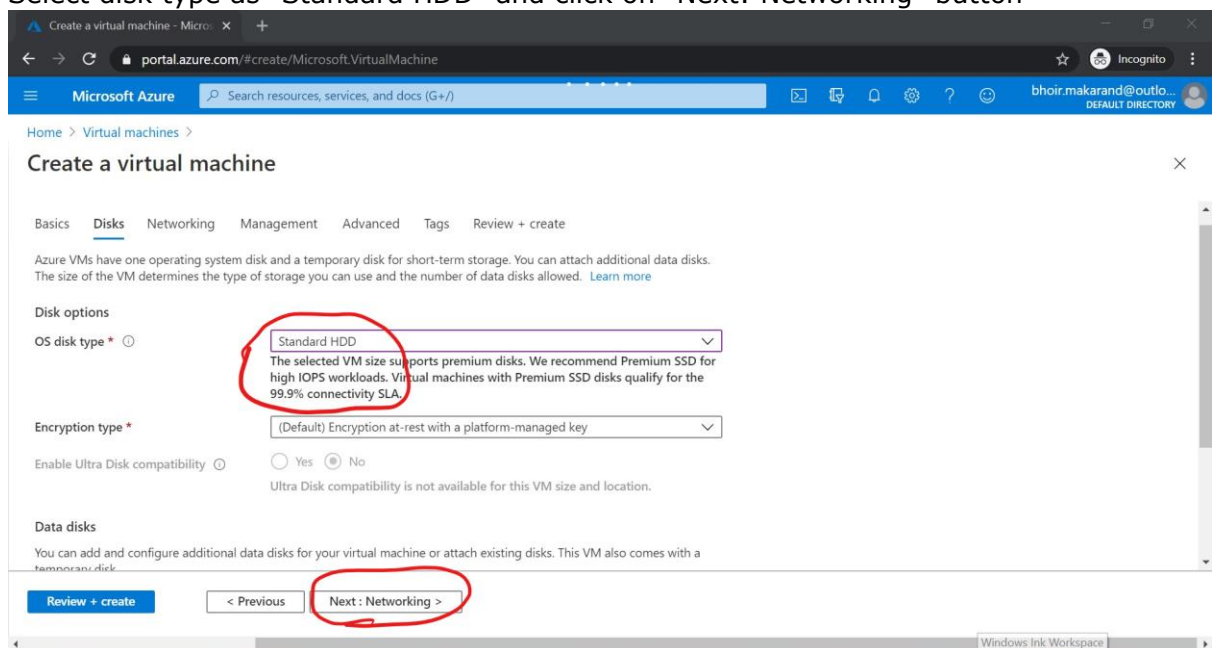 Select disk type as "Standard HDD" and click on "Next: Networking" button
Create a virtual machine - Micros
portal.azure.com/#create/Microsoft.VirtualMachine
Incognito
Microsoft Azure
Search resources, services, and docs (G+/)
bhoir.makarand@outlo...
DEFAULT DIRECTORY
Home > Virtual machines >
Create a virtual machine
Basics Disks Networking Management Advanced Tags Review + create
Azure VMs have one operating system disk and a temporary disk for short-term storage. You can attach additional data disks.
The size of the VM determines the type of storage you can use and the number of data disks allowed. Learn more
Disk options
OS disk type *
Standard HDD
The selected VM size supports premium disks. We recommend Premium SSD for
high IOPS workloads. Virtual machines with Premium SSD disks qualify for the
99.9% connectivity SLA.
Encryption type *
(Default) Encryption at-rest with a platform-managed key
Enable Ultra Disk compatibility
Yes No
Ultra Disk compatibility is not available for this VM size and location.
Data disks
You can add and configure additional data disks for your virtual machine or attach existing disks. This VM also comes with a
temporary disk.
Review + create
< Previous
Next : Networking >
Windows Ink Workspace